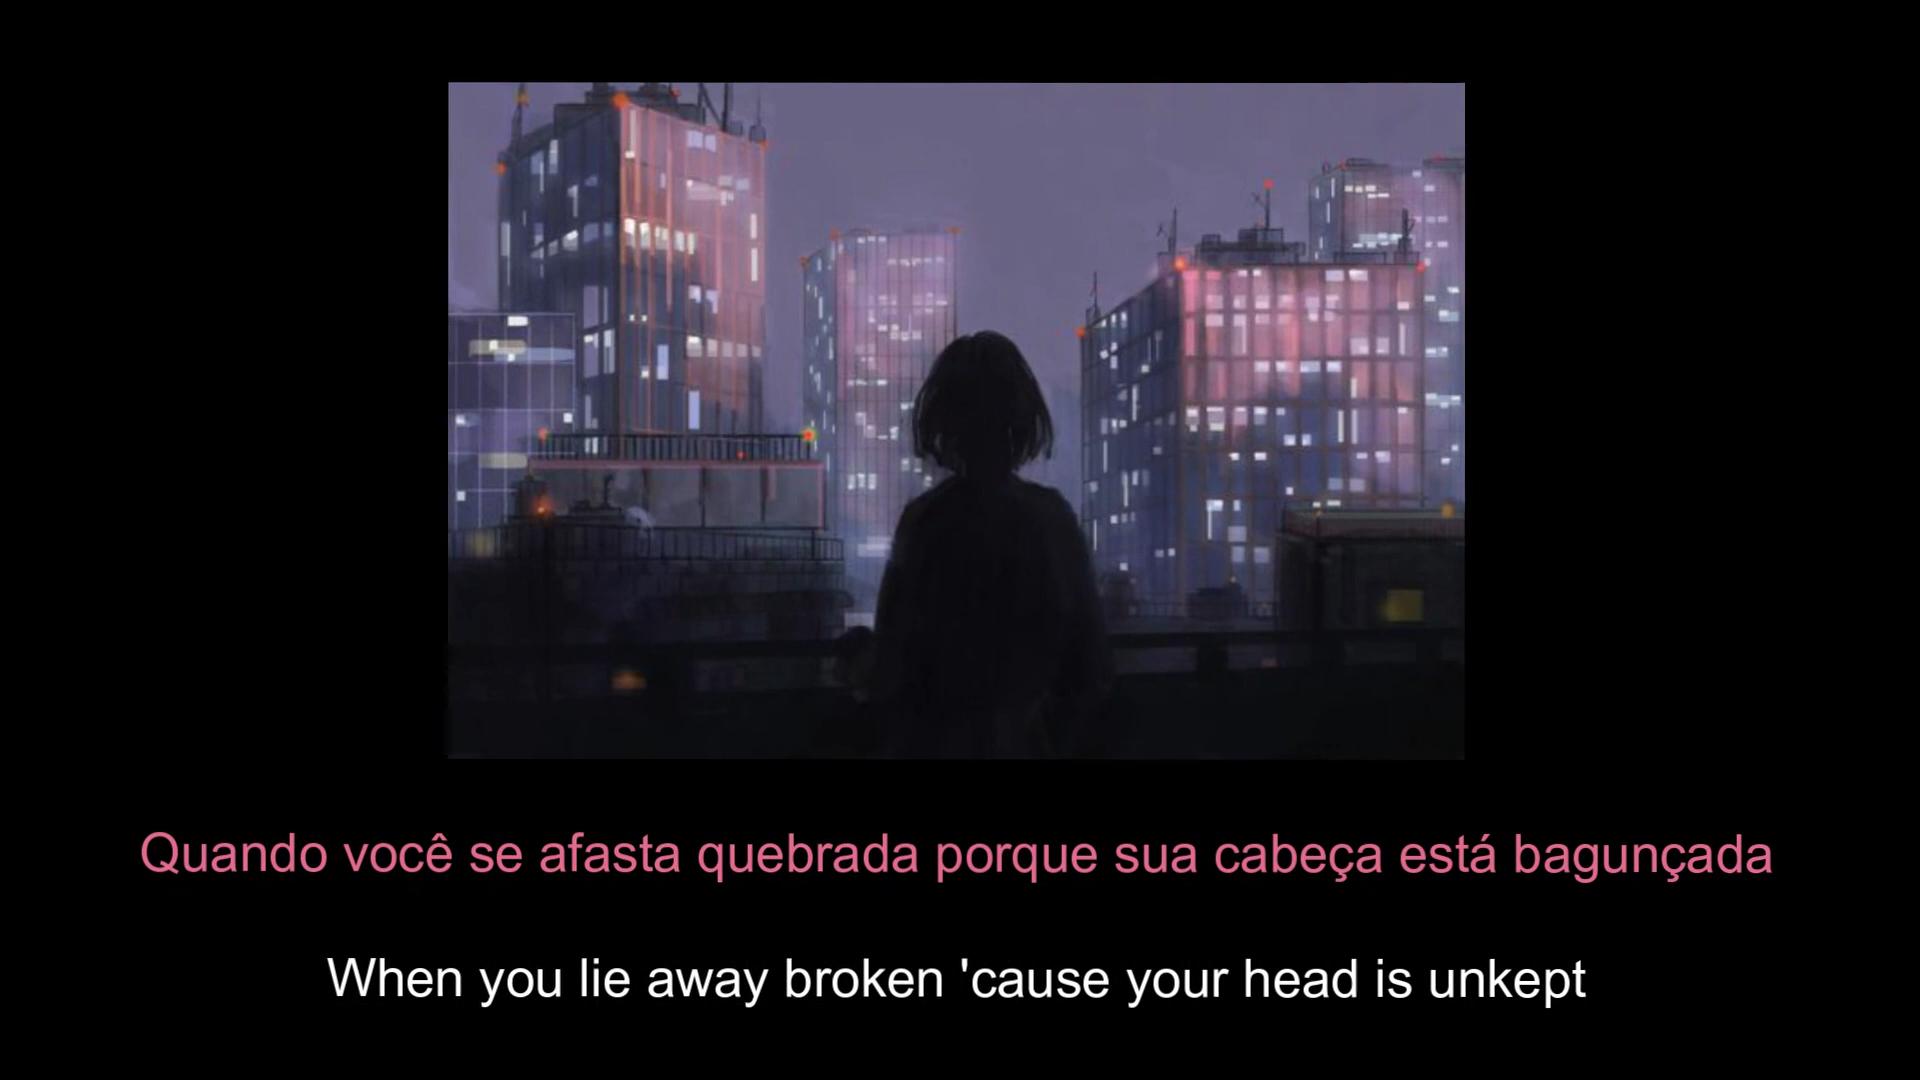 Quando você se afasta quebrada porque sua cabeça está bagunçada
When you lie away broken 'cause your head is unkept